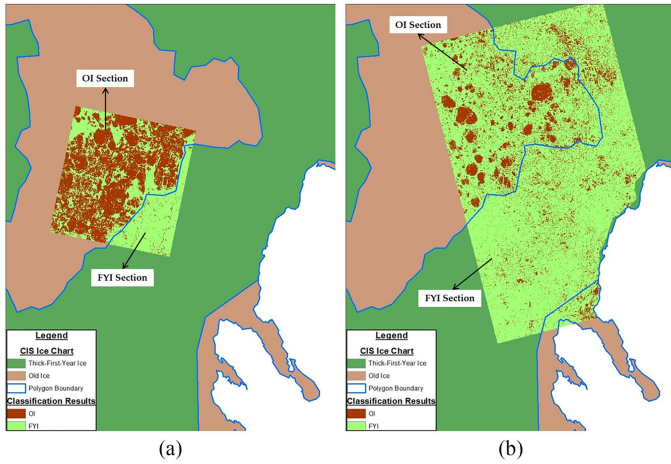 OI Section
FYI Section
Legend
CIS Ice Chart
Thick-First-Year Ice
Old Ice
Polygon Boundary
Classification Results
OI
FYI
(a)
OI Section
FYI Section
Legend
CIS Ice Chart
Thick-First-Year Ice
Old Ice
Polygon Boundary
Classification Results
OI
FYI
(b)